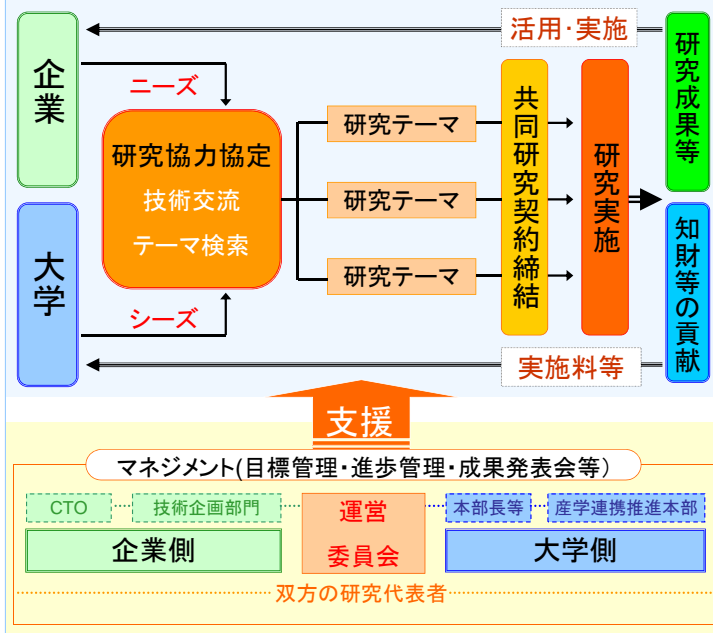 活用・実施
企業
ニーズ
研究協力協定
技術交流
テーマ検索
大学
シーズ
研究テーマ
研究テーマ
研究テーマ
共同研究契約締結
研究実施
研究成果等
知財等の貢献
実施料等
支援
マネジメント(目標管理・進歩管理・成果発表会等)
CTO
技術企画部門
運営
委員会
本部長等
産学連携推進本部
企業側
大学側
双方の研究代表者